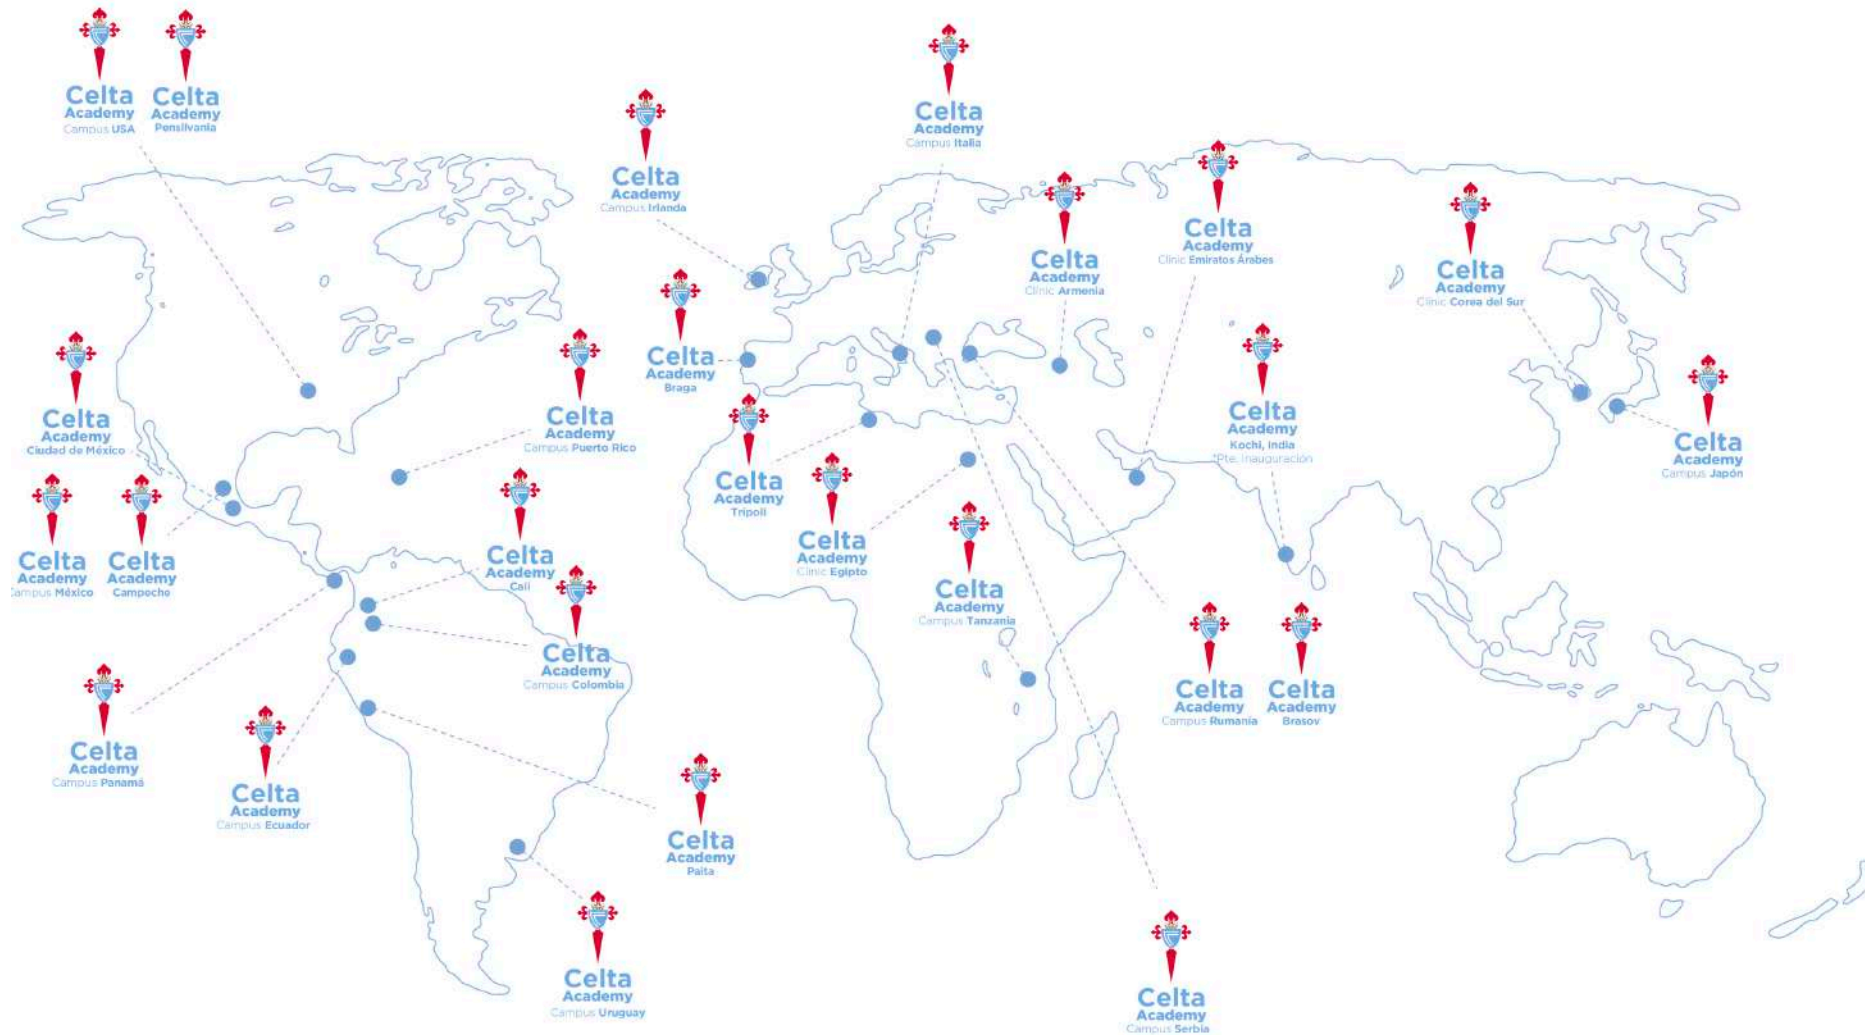 Celta
Academy
Campus USA
Celta
Academy
Pensilvania
Celta
Academy
Campus Italia
Celta
Academy
Campus Irlanda
Celta
Academy
Clinic Emiratos Árabes
Celta
Academy
Clinic Armenia
Celta
Academy
Clinic Corea del Sur
Celta
Academy
Braga
Celta
Academy
Ciudad de México
Celta
Academy
Campus Puerto Rico
Celta
Academy
Kochi, India
*Pte. Inauguración
Celta
Academy
Campus Japón
Celta
Academy
Tripoli
Celta
Academy
Campus México
Celta
Academy
Campeche
Celta
Academy
Cali
Celta
Academy
Clinic Egipto
Celta
Academy
Campus Tanzania
Celta
Academy
Campus Colombia
Celta
Academy
Campus Rumanía
Celta
Academy
Brasov
Celta
Academy
Campus Panamá
Celta
Academy
Campus Ecuador
Celta
Academy
Paita
Celta
Academy
Campus Uruguay
Celta
Academy
Campus Serbia